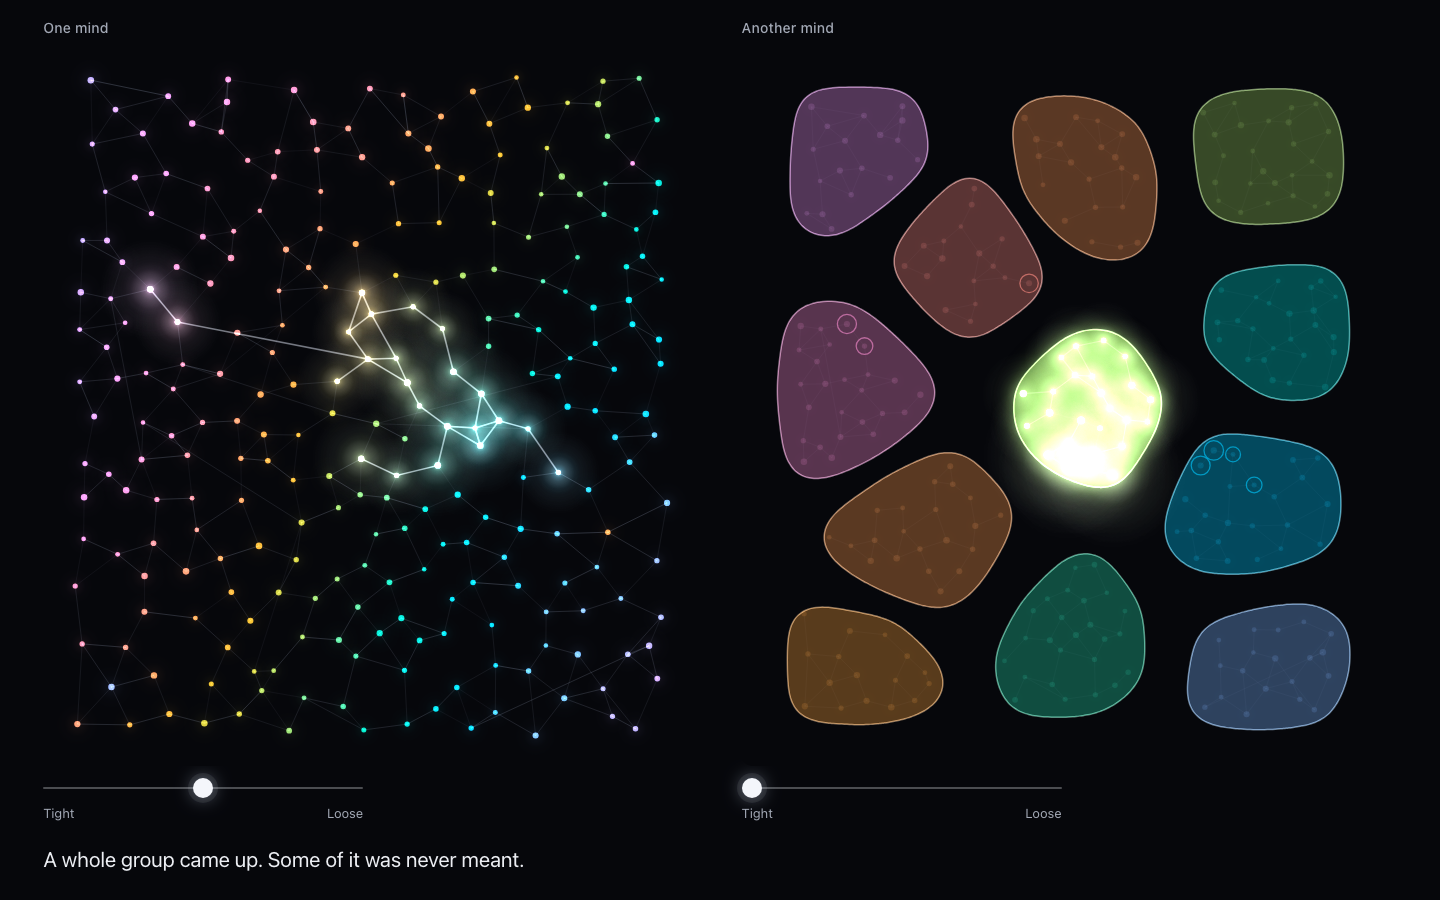 One mind
Another mind
Tight
Loose
Tight
Loose
A whole group came up. Some of it was never meant.